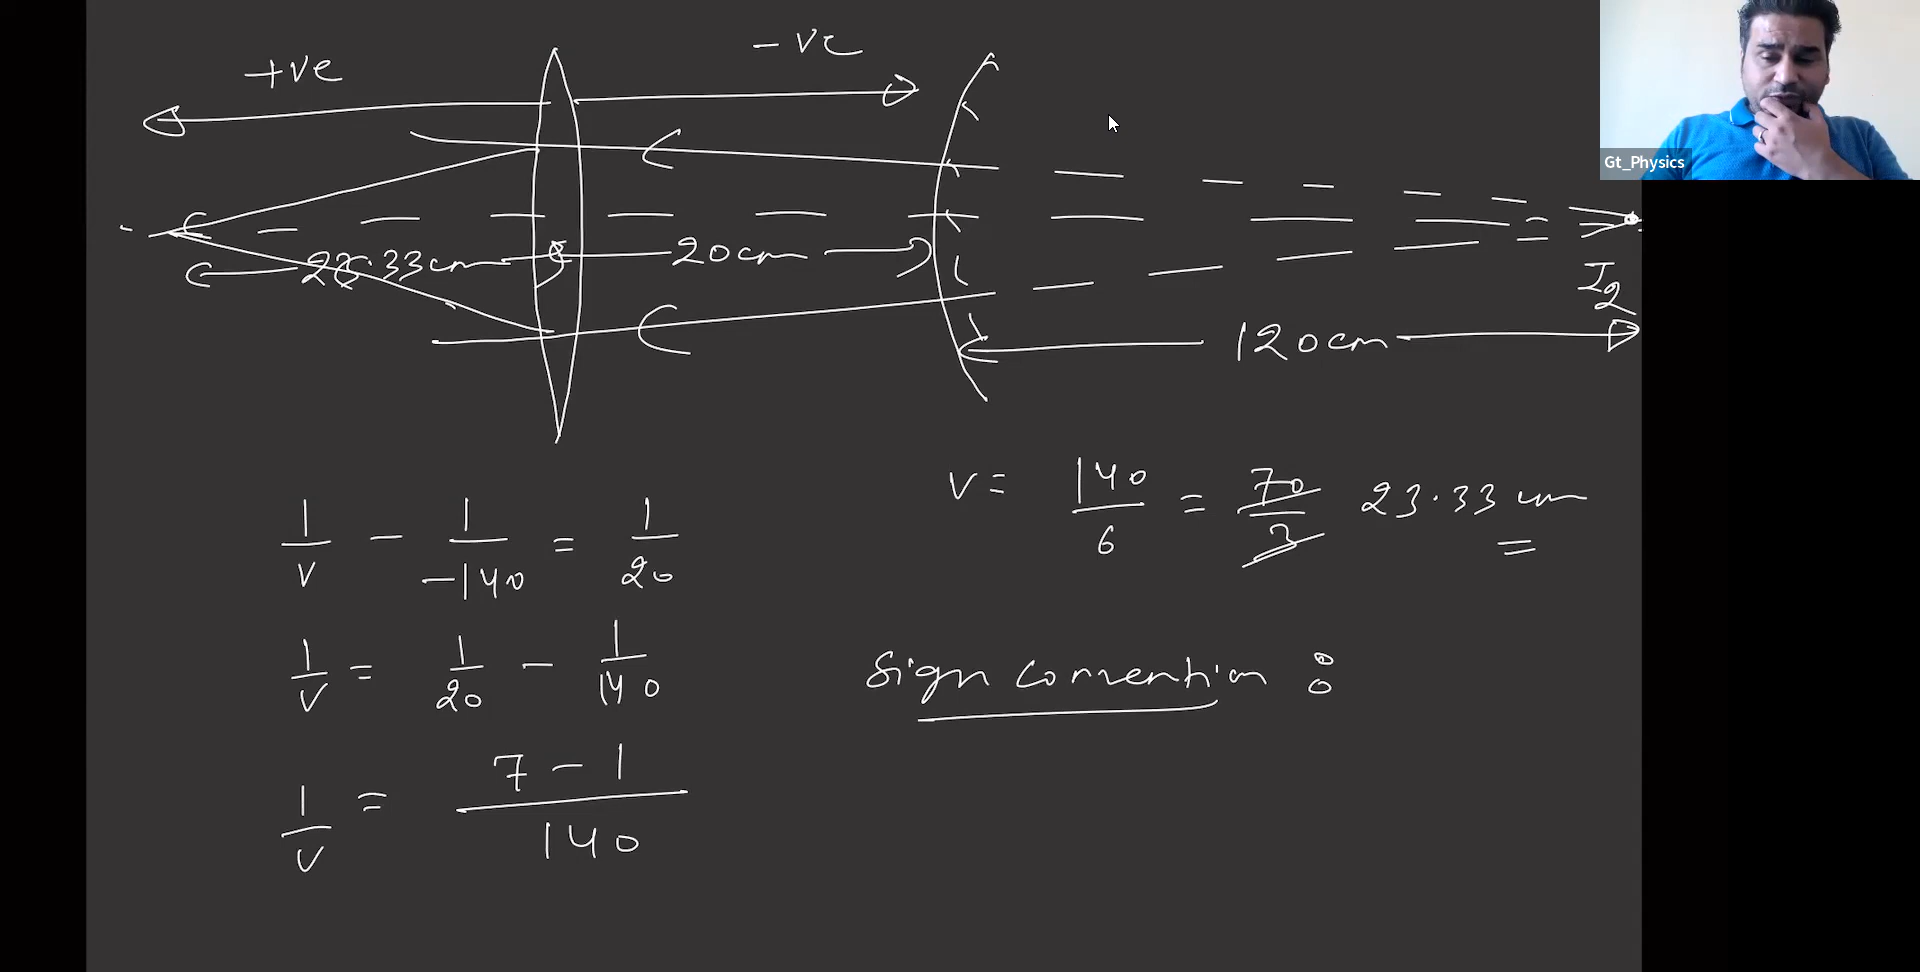 +ve
-ve
Gt_Physics
23.33cm
20cm
I2
120cm
1/v - 1/-140 = 1/20
v = 140/6 = 70/3 23.33 cm
1/v = 1/20 - 1/140
Sign Convention :
1/v = 7 - 1/140